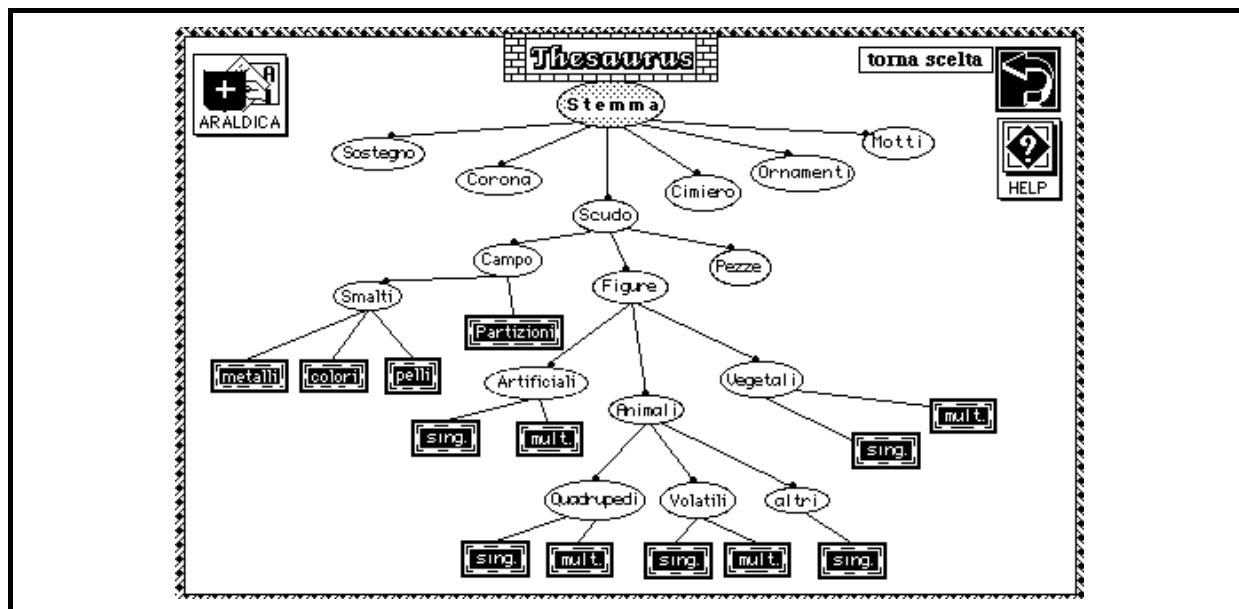 Thesaurus
torna scelta
ARALDICA
HELP
Stemma
Sostegno
Corona
Cimiero
Ornamenti
Motti
Scudo
Campo
Figure
Pezze
Smalti
Partizioni
metalli
colori
pelli
Artificiali
Animali
Vegetali
sing.
mult.
sing.
mult.
Quadrupedi
Volatili
altri
sing.
mult.
sing.
mult.
sing.